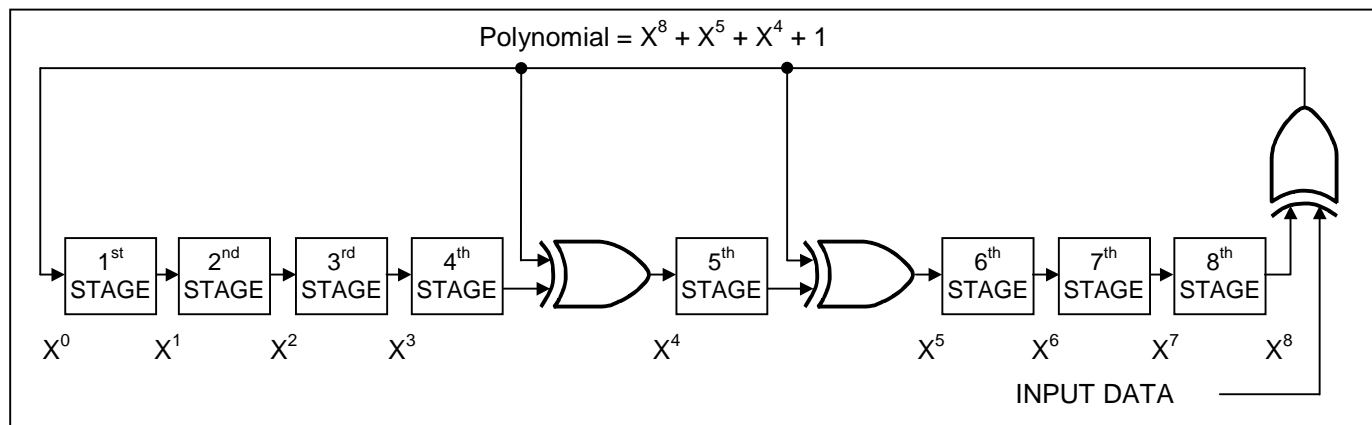 Polynomial = X⁸ + X⁵ + X⁴ + 1
1ˢᵗ STAGE
2ⁿᵈ STAGE
3ʳᵈ STAGE
4ᵗʰ STAGE
5ᵗʰ STAGE
6ᵗʰ STAGE
7ᵗʰ STAGE
8ᵗʰ STAGE
X⁰ X¹ X² X³ X⁴ X⁵ X⁶ X⁷ X⁸
INPUT DATA